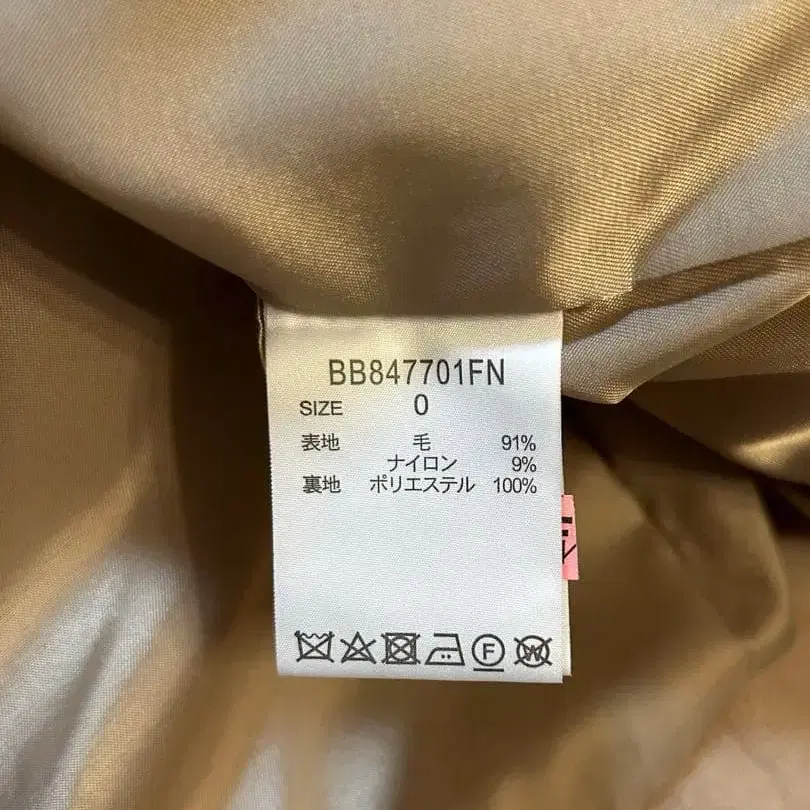 BB847701FN
SIZE 0
表地 毛 91%
ナイロン 9%
裏地 ポリエステル 100%
F
W